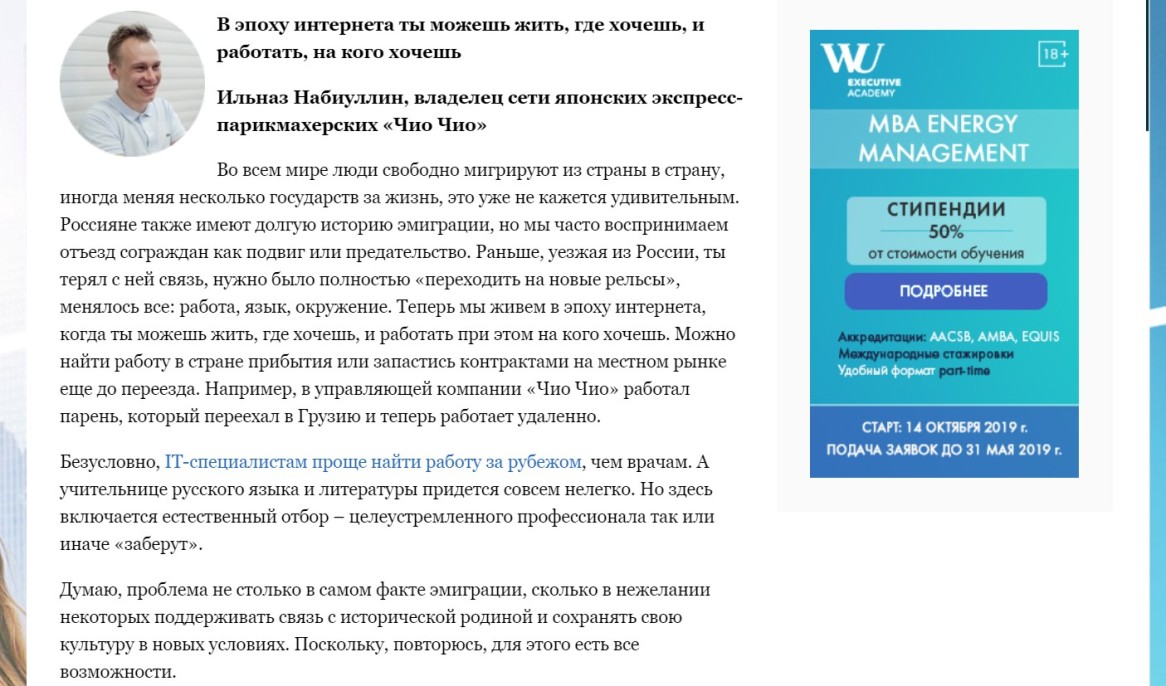 В эпоху интернета ты можешь жить, где хочешь, и
работать, на кого хочешь
Ильназ Набиуллин, владелец сети японских экспресс-
парикмахерских «Чио Чио»
Во всем мире люди свободно мигрируют из страны в страну,
иногда меняя несколько государств за жизнь, это уже не кажется удивительным.
Россияне также имеют долгую историю эмиграции, но мы часто воспринимаем
отъезд сограждан как подвиг или предательство. Раньше, уезжая из России, ты
терял с ней связь, нужно было полностью «переходить на новые рельсы»,
менялось все: работа, язык, окружение. Теперь мы живем в эпоху интернета,
когда ты можешь жить, где хочешь, и работать при этом на кого хочешь. Можно
найти работу в стране прибытия или запастись контрактами на местном рынке
еще до переезда. Например, в управляющей компании «Чио Чио» работал
парень, который переехал в Грузию и теперь работает удаленно.
Безусловно, IT-специалистам проще найти работу за рубежом, чем врачам. А
учительнице русского языка и литературы придется совсем нелегко. Но здесь
включается естественный отбор – целеустремленного профессионала так или
иначе «заберут».
Думаю, проблема не столько в самом факте эмиграции, сколько в нежелании
некоторых поддерживать связь с исторической родиной и сохранять свою
культуру в новых условиях. Поскольку, повторюсь, для этого есть все
возможности.
WU
EXECUTIVE
ACADEMY
18+
MBA ENERGY
MANAGEMENT
СТИПЕНДИИ
50%
от стоимости обучения
ПОДРОБНЕЕ
Аккредитации: AACSB, AMBA, EQUIS
Международные стажировки
Удобный формат part-time
СТАРТ: 14 ОКТЯБРЯ 2019 г.
ПОДАЧА ЗАЯВОК ДО 31 МАЯ 2019 г.